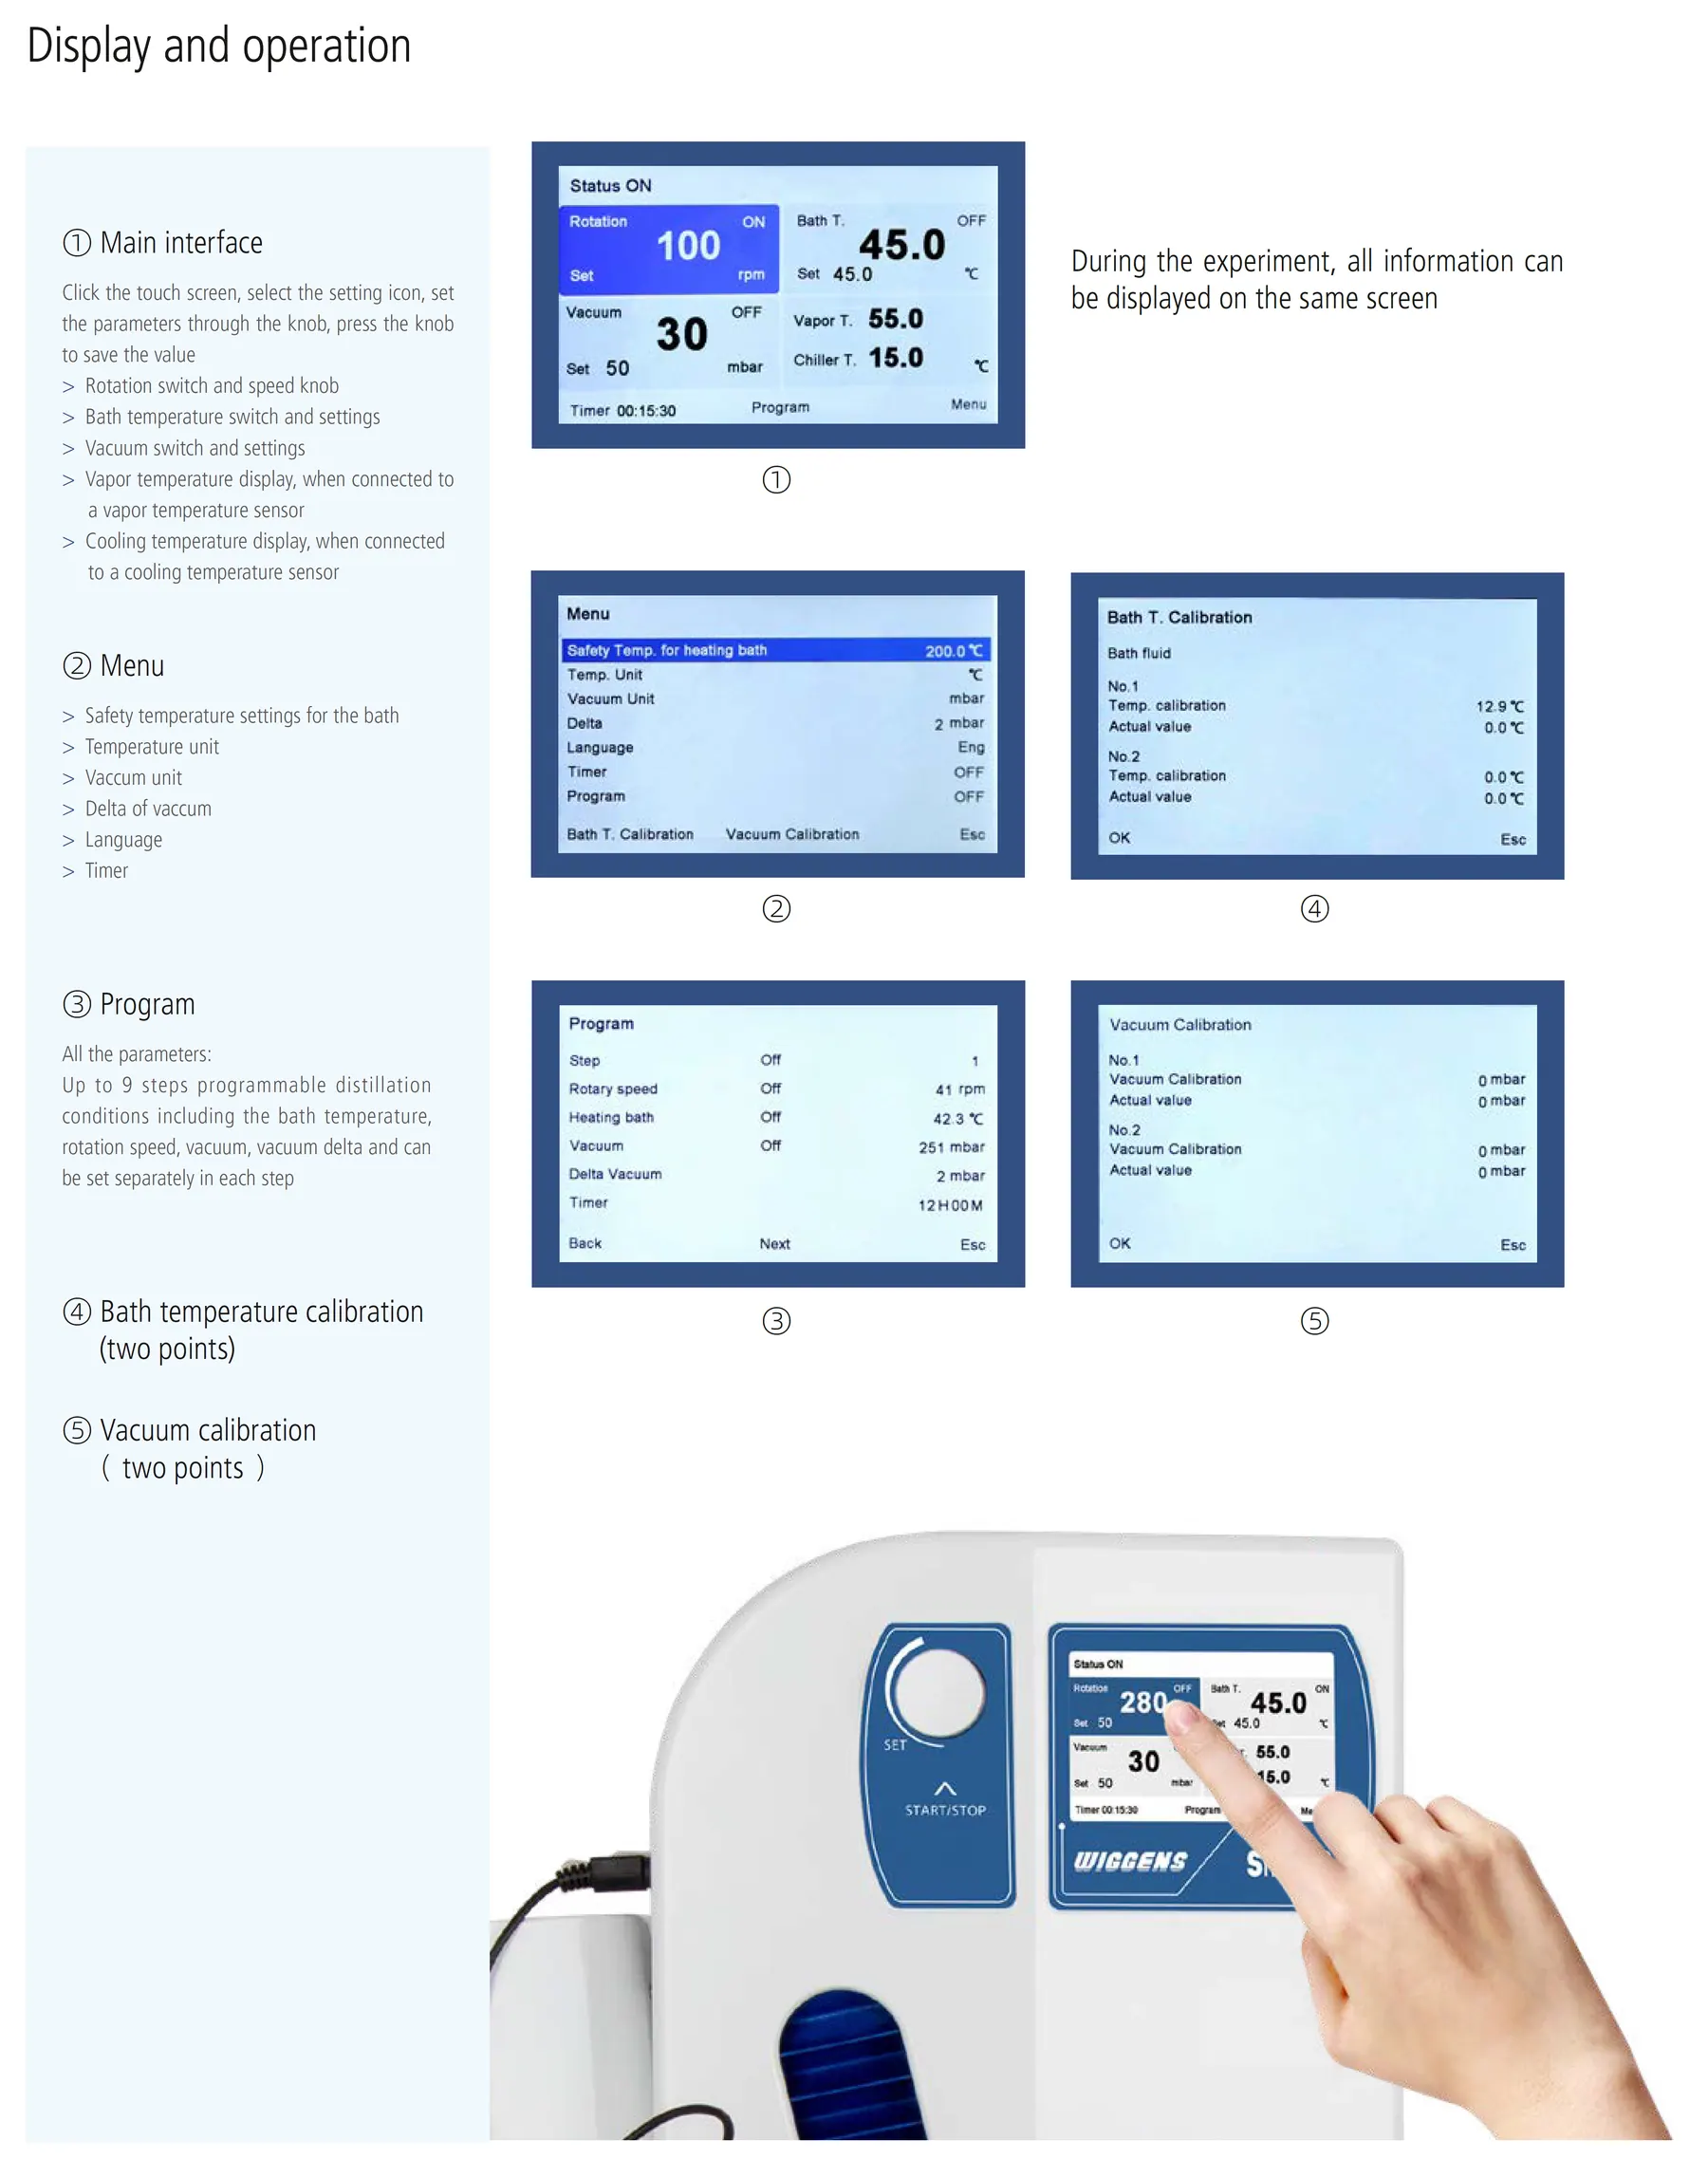 Display and operation
① Main interface
Click the touch screen, select the setting icon, set
the parameters through the knob, press the knob
to save the value
> Rotation switch and speed knob
> Bath temperature switch and settings
> Vacuum switch and settings
> Vapor temperature display, when connected to
a vapor temperature sensor
> Cooling temperature display, when connected
to a cooling temperature sensor
② Menu
> Safety temperature settings for the bath
> Temperature unit
> Vaccum unit
> Delta of vaccum
> Language
> Timer
③ Program
All the parameters:
Up to 9 steps programmable distillation
conditions including the bath temperature,
rotation speed, vacuum, vacuum delta and can
be set separately in each step
④ Bath temperature calibration
(two points)
⑤ Vacuum calibration
( two points )
Status ON
Rotation ON
100
Set rpm
Bath T. OFF
45.0
Set 45.0 ℃
Vacuum OFF
30
Set 50 mbar
Vapor T. 55.0
Chiller T. 15.0 ℃
Timer 00:15:30 Program Menu
①
During the experiment, all information can
be displayed on the same screen
Menu
Safety Temp. for heating bath 200.0 ℃
Temp. Unit ℃
Vacuum Unit mbar
Delta 2 mbar
Language Eng
Timer OFF
Program OFF
Bath T. Calibration Vacuum Calibration Esc
②
Bath T. Calibration
Bath fluid
No.1
Temp. calibration 12.9 ℃
Actual value 0.0 ℃
No.2
Temp. calibration 0.0 ℃
Actual value 0.0 ℃
OK Esc
④
Program
Step Off 1
Rotary speed Off 41 rpm
Heating bath Off 42.3 ℃
Vacuum Off 251 mbar
Delta Vacuum 2 mbar
Timer 12H00M
Back Next Esc
③
Vacuum Calibration
No.1
Vacuum Calibration 0 mbar
Actual value 0 mbar
No.2
Vacuum Calibration 0 mbar
Actual value 0 mbar
OK Esc
⑤
SET
START/STOP
Status ON
Rotation OFF
280
Set 50
Bath T. ON
45.0
45.0 ℃
Vacuum
30
Set 50 mbar
55.0
15.0 ℃
Timer 00:15:30 Program
WIGGENS